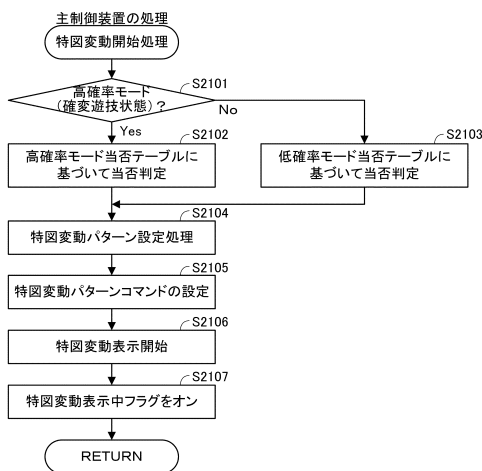 主制御装置の処理
特図変動開始処理
S2101
高確率モード
(確変遊技状態)?
No
Yes
S2102
高確率モード当否テーブルに
基づいて当否判定
S2103
低確率モード当否テーブルに
基づいて当否判定
S2104
特図変動パターン設定処理
S2105
特図変動パターンコマンドの設定
S2106
特図変動表示開始
S2107
特図変動表示中フラグをオン
RETURN